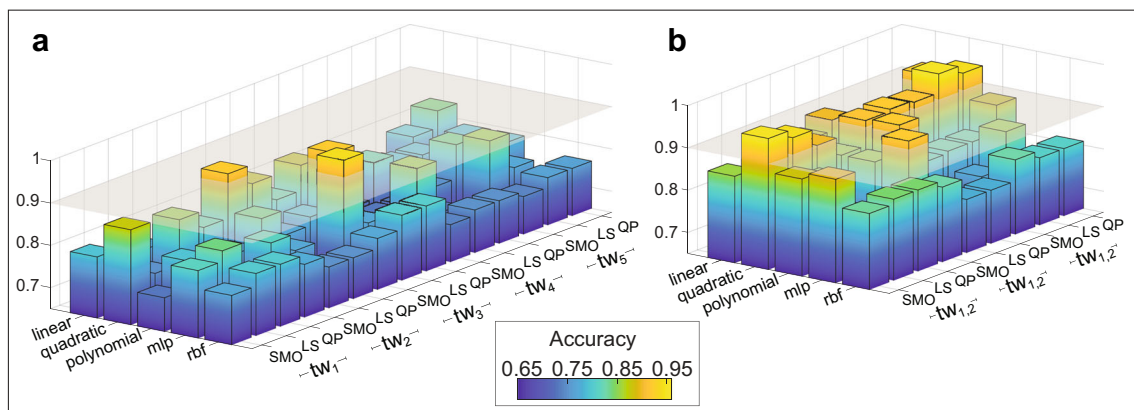 a
1
0.9
0.8
0.7
linear
quadratic
polynomial
mlp
rbf
SMO LS QP SMO LS QP SMO LS QP SMO LS QP SMO LS QP
tw1 tw2 tw3 tw4 tw5
b
1
0.9
0.8
0.7
linear
quadratic
polynomial
mlp
rbf
SMO LS QP SMO LS QP SMO LS QP
tw1,2 tw1,2 tw1,2
Accuracy
0.65 0.75 0.85 0.95